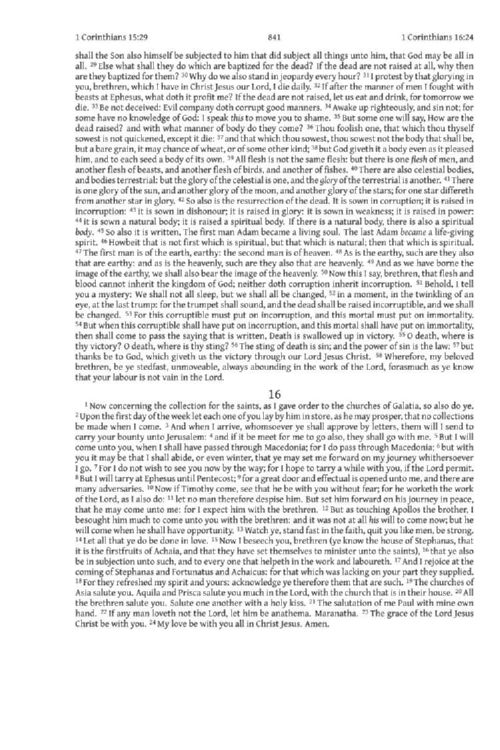 1 Corinthians 15:29 841 1 Corinthians 16:24
shall the Son also himself be subjected to him that did subject all things unto him, that God may be all in
all. 29 Else what shall they do which are baptized for the dead? If the dead are not raised at all, why then
are they baptized for them? 30 Why do we also stand in jeopardy every hour? 31 I protest by that glorying in
you, brethren, which I have in Christ Jesus our Lord, I die daily. 32 If after the manner of men I fought with
beasts at Ephesus, what doth it profit me? If the dead are not raised, let us eat and drink, for tomorrow we
die. 33 Be not deceived: Evil company doth corrupt good manners. 34 Awake up righteously, and sin not; for
some have no knowledge of God: I speak this to move you to shame. 35 But some one will say, How are the
dead raised? and with what manner of body do they come? 36 Thou foolish one, that which thou thyself
sowest is not quickened, except it die: 37 and that which thou sowest, thou sowest not the body that shall be,
but a bare grain, it may chance of wheat, or of some other kind; 38 but God giveth it a body even as it pleased
him, and to each seed a body of its own. 39 All flesh is not the same flesh: but there is one flesh of men, and
another flesh of beasts, and another flesh of birds, and another of fishes. 40 There are also celestial bodies,
and bodies terrestrial: but the glory of the celestial is one, and the glory of the terrestrial is another. 41 There
is one glory of the sun, and another glory of the moon, and another glory of the stars; for one star differeth
from another star in glory. 42 So also is the resurrection of the dead. It is sown in corruption; it is raised in
incorruption: 43 it is sown in dishonour; it is raised in glory: it is sown in weakness; it is raised in power:
44 it is sown a natural body; it is raised a spiritual body. If there is a natural body, there is also a spiritual
body. 45 So also it is written, The first man Adam became a living soul. The last Adam became a life-giving
spirit. 46 Howbeit that is not first which is spiritual, but that which is natural; then that which is spiritual.
47 The first man is of the earth, earthy: the second man is of heaven. 48 As is the earthy, such are they also
that are earthy: and as is the heavenly, such are they also that are heavenly. 49 And as we have borne the
image of the earthy, we shall also bear the image of the heavenly. 50 Now this I say, brethren, that flesh and
blood cannot inherit the kingdom of God; neither doth corruption inherit incorruption. 51 Behold, I tell
you a mystery: We shall not all sleep, but we shall all be changed, 52 in a moment, in the twinkling of an
eye, at the last trump: for the trumpet shall sound, and the dead shall be raised incorruptible, and we shall
be changed. 53 For this corruptible must put on incorruption, and this mortal must put on immortality.
54 But when this corruptible shall have put on incorruption, and this mortal shall have put on immortality,
then shall come to pass the saying that is written, Death is swallowed up in victory. 55 O death, where is
thy victory? O death, where is thy sting? 56 The sting of death is sin; and the power of sin is the law: 57 but
thanks be to God, which giveth us the victory through our Lord Jesus Christ. 58 Wherefore, my beloved
brethren, be ye stedfast, unmoveable, always abounding in the work of the Lord, forasmuch as ye know
that your labour is not vain in the Lord.
16
1 Now concerning the collection for the saints, as I gave order to the churches of Galatia, so also do ye.
2 Upon the first day of the week let each one of you lay by him in store, as he may prosper, that no collections
be made when I come. 3 And when I arrive, whomsoever ye shall approve by letters, them will I send to
carry your bounty unto Jerusalem: 4 and if it be meet for me to go also, they shall go with me. 5 But I will
come unto you, when I shall have passed through Macedonia; for I do pass through Macedonia; 6 but with
you it may be that I shall abide, or even winter, that ye may set me forward on my journey whithersoever
I go. 7 For I do not wish to see you now by the way; for I hope to tarry a while with you, if the Lord permit.
8 But I will tarry at Ephesus until Pentecost; 9 for a great door and effectual is opened unto me, and there are
many adversaries. 10 Now if Timothy come, see that he be with you without fear; for he worketh the work
of the Lord, as I also do: 11 let no man therefore despise him. But set him forward on his journey in peace,
that he may come unto me: for I expect him with the brethren. 12 But as touching Apollos the brother, I
besought him much to come unto you with the brethren: and it was not at all his will to come now; but he
will come when he shall have opportunity. 13 Watch ye, stand fast in the faith, quit you like men, be strong.
14 Let all that ye do be done in love. 15 Now I beseech you, brethren (ye know the house of Stephanas, that
it is the firstfruits of Achaia, and that they have set themselves to minister unto the saints), 16 that ye also
be in subjection unto such, and to every one that helpeth in the work and laboureth. 17 And I rejoice at the
coming of Stephanas and Fortunatus and Achaicus: for that which was lacking on your part they supplied.
18 For they refreshed my spirit and yours: acknowledge ye therefore them that are such. 19 The churches of
Asia salute you. Aquila and Prisca salute you much in the Lord, with the church that is in their house. 20 All
the brethren salute you. Salute one another with a holy kiss. 21 The salutation of me Paul with mine own
hand. 22 If any man loveth not the Lord, let him be anathema. Maranatha. 23 The grace of the Lord Jesus
Christ be with you. 24 My love be with you all in Christ Jesus. Amen.